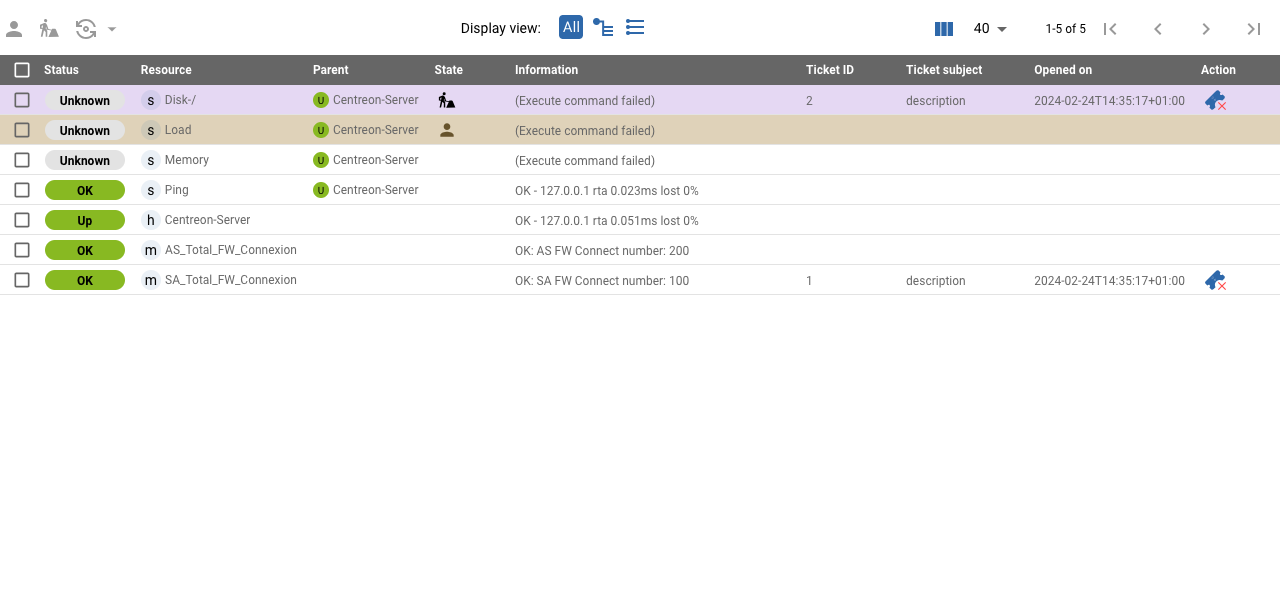 Display view: All 40 1-5 of 5
Status Resource Parent State Information Ticket ID Ticket subject Opened on Action
Unknown s Disk-/ U Centreon-Server (Execute command failed) 2 description 2024-02-24T14:35:17+01:00
Unknown s Load U Centreon-Server (Execute command failed)
Unknown s Memory U Centreon-Server (Execute command failed)
OK s Ping U Centreon-Server OK - 127.0.0.1 rta 0.023ms lost 0%
Up h Centreon-Server OK - 127.0.0.1 rta 0.051ms lost 0%
OK m AS_Total_FW_Connexion OK: AS FW Connect number: 200
OK m SA_Total_FW_Connexion OK: SA FW Connect number: 100 1 description 2024-02-24T14:35:17+01:00